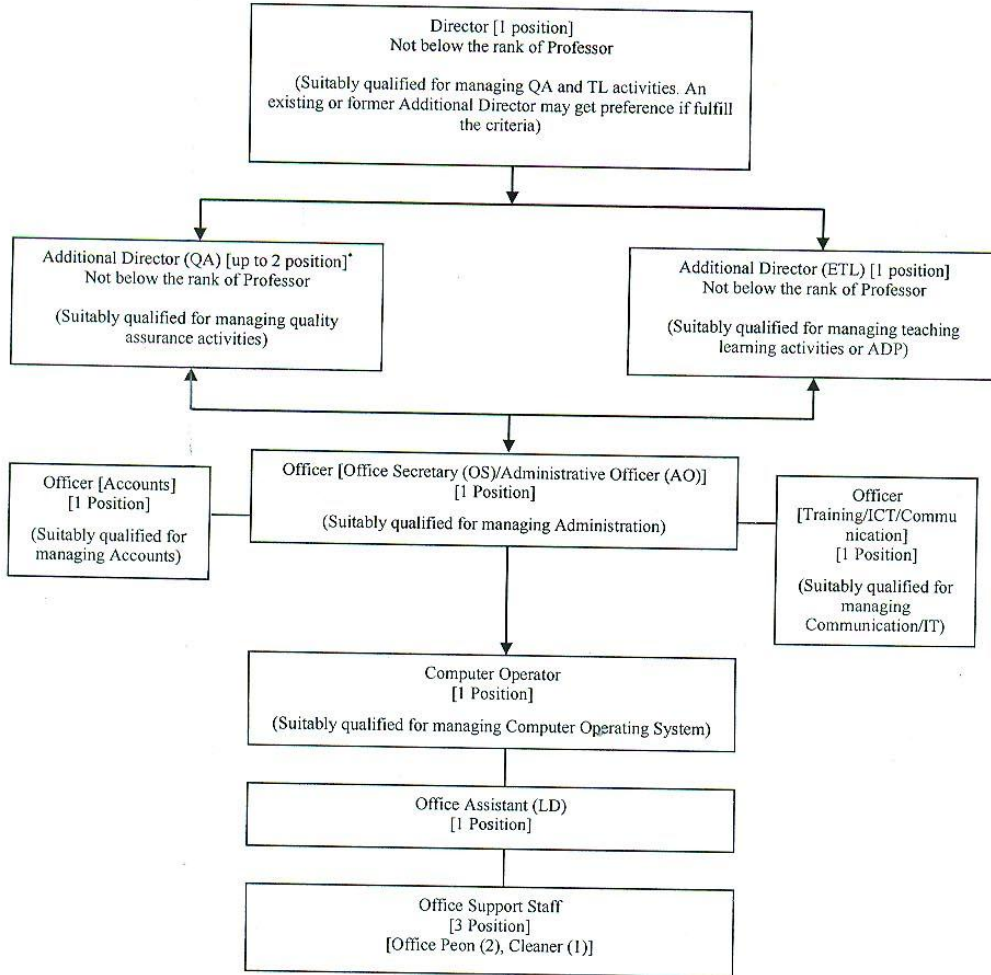 Director [1 position]
Not below the rank of Professor
(Suitably qualified for managing QA and TL activities. An
existing or former Additional Director may get preference if fulfill
the criteria)
Additional Director (QA) [up to 2 position]*
Not below the rank of Professor
(Suitably qualified for managing quality
assurance activities)
Additional Director (ETL) [1 position]
Not below the rank of Professor
(Suitably qualified for managing teaching
learning activities or ADP)
Officer [Accounts]
[1 Position]
(Suitably qualified for
managing Accounts)
Officer [Office Secretary (OS)/Administrative Officer (AO)]
[1 Position]
(Suitably qualified for managing Administration)
Officer
[Training/ICT/Commu
nication]
[1 Position]
(Suitably qualified for
managing
Communication/IT)
Computer Operator
[1 Position]
(Suitably qualified for managing Computer Operating System)
Office Assistant (LD)
[1 Position]
Office Support Staff
[3 Position]
[Office Peon (2), Cleaner (1)]